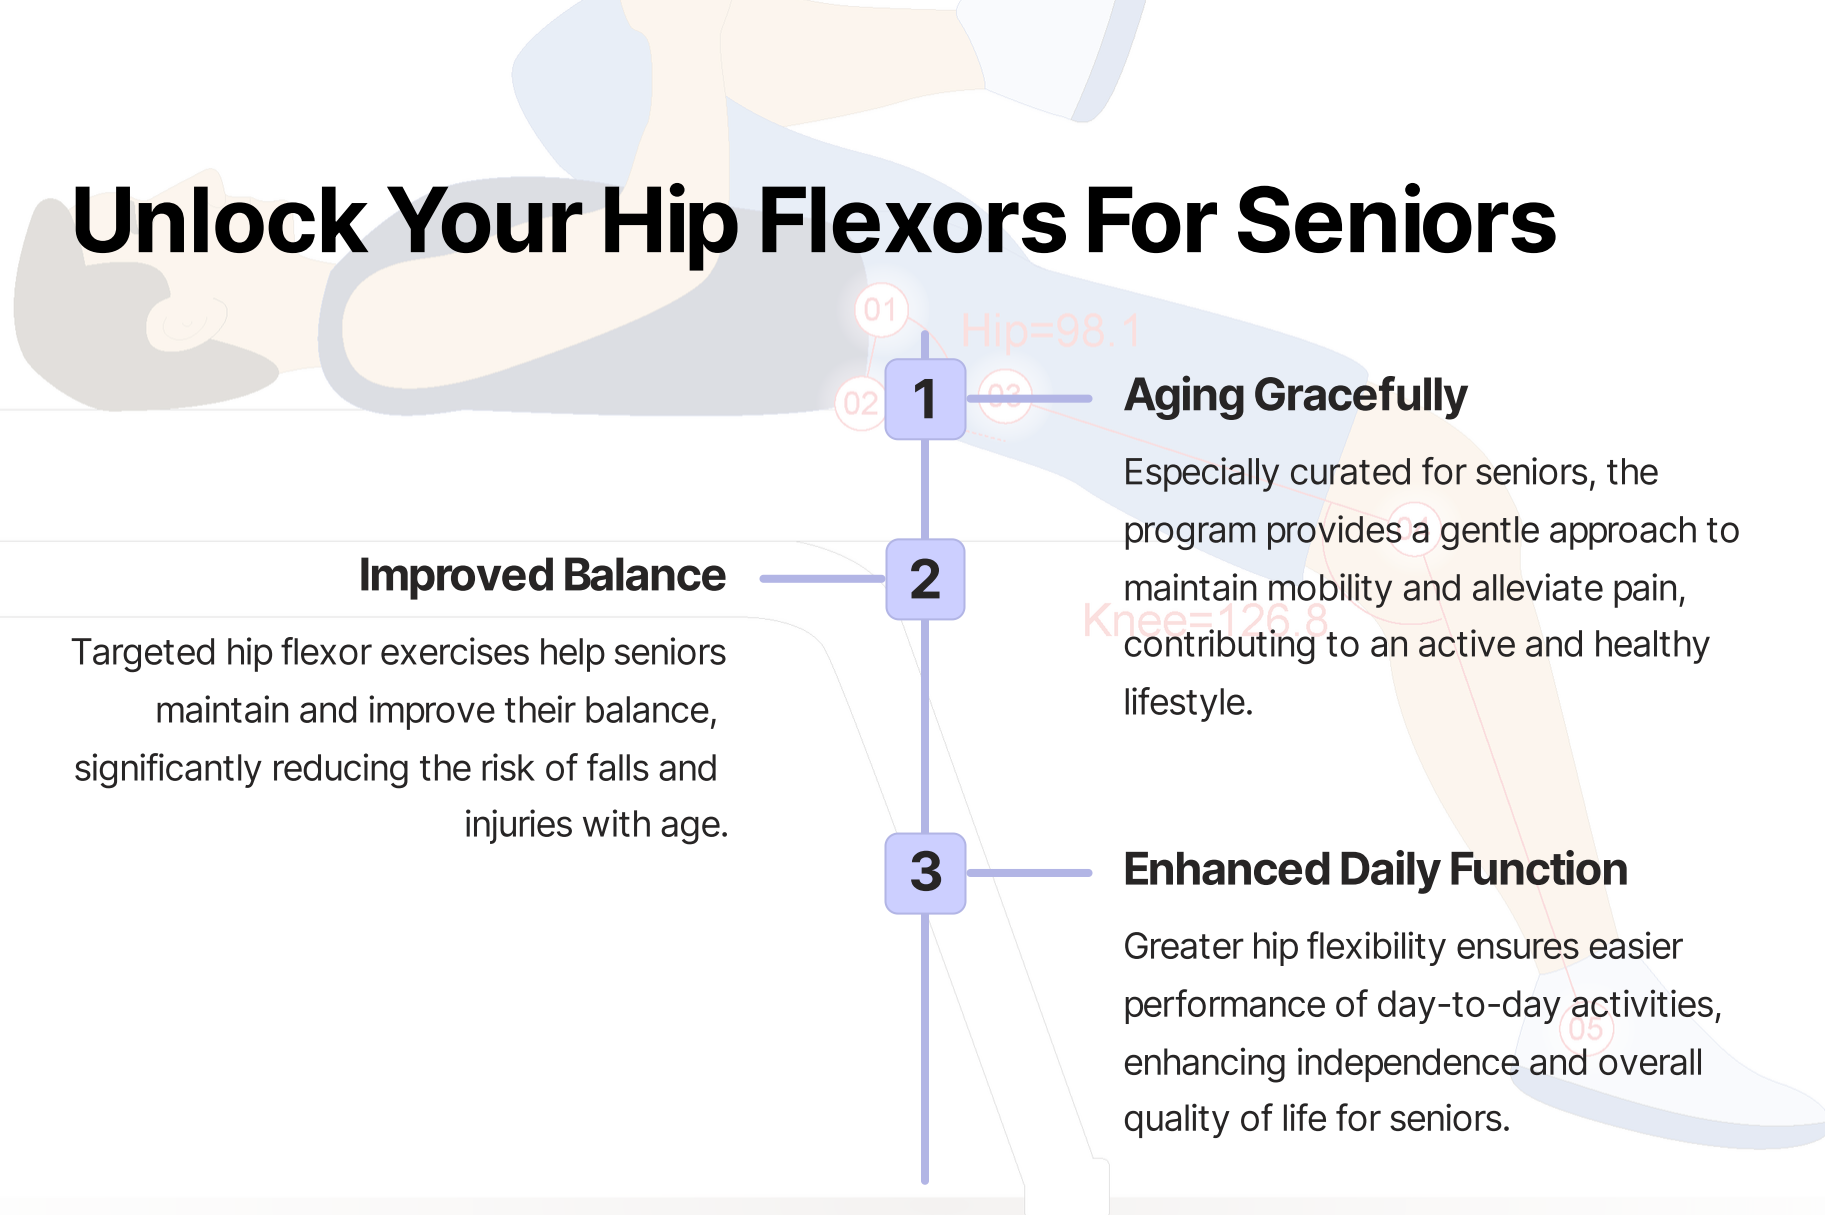 Unlock Your Hip Flexors For Seniors
01
Hip=98.1
02
03
1
Aging Gracefully
Especially curated for seniors, the
program provides a gentle approach to
maintain mobility and alleviate pain,
contributing to an active and healthy
lifestyle.
04
Knee=126.8
2
Improved Balance
Targeted hip flexor exercises help seniors
maintain and improve their balance,
significantly reducing the risk of falls and
injuries with age.
3
Enhanced Daily Function
Greater hip flexibility ensures easier
performance of day-to-day activities,
enhancing independence and overall
quality of life for seniors.
05